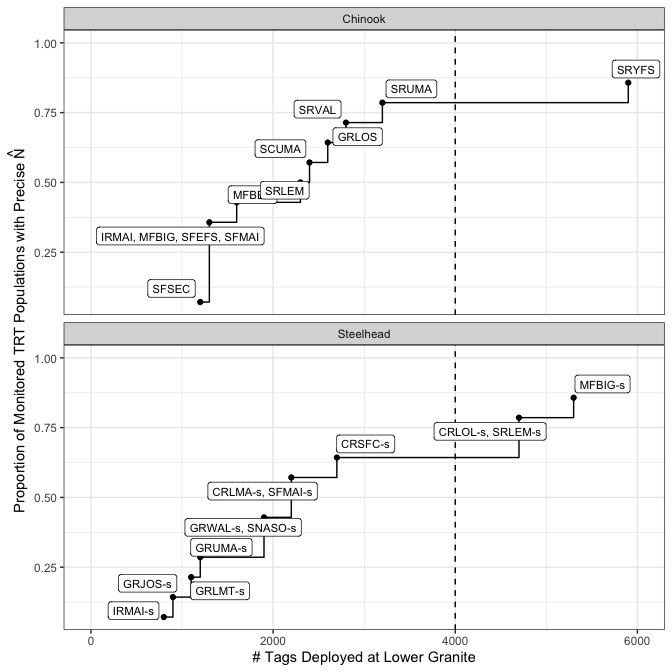 Chinook
1.00
SRYFS
SRUMA
0.75
SRVAL
GRLOS
SCUMA
0.50
SRLEM
IRMAI, MFBIG, SFEFS, SFMAI
0.25
SFSEC
Proportion of Monitored TRT Populations with Precise N̂
Steelhead
1.00
MFBIG-s
0.75
CRLOL-s, SRLEM-s
CRSFC-s
0.50
CRLMA-s, SFMAI-s
GRWAL-s, SNASO-s
GRUMA-s
0.25
GRJOS-s
GRLMT-s
IRMAI-s
0 2000 4000 6000
# Tags Deployed at Lower Granite